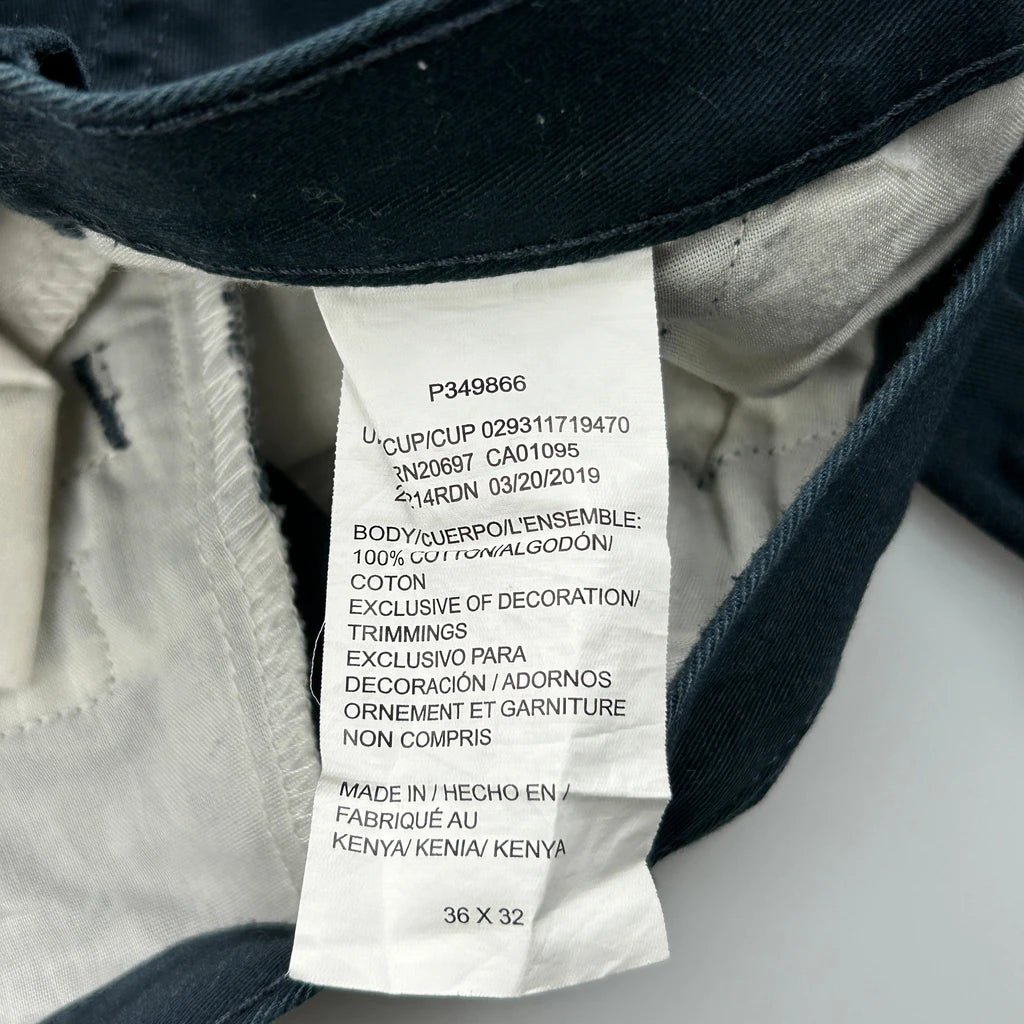 P349866
CUP/CUP 029311719470
RN20697 CA01095
14RDN 03/20/2019
BODY/CUERPO/L'ENSEMBLE:
100% COTTON/ALGODÓN/
COTON
EXCLUSIVE OF DECORATION/
TRIMMINGS
EXCLUSIVO PARA
DECORACIÓN / ADORNOS
ORNEMENT ET GARNITURE
NON COMPRIS
MADE IN / HECHO EN /
FABRIQUÉ AU
KENYA/ KENIA/ KENYA
36 X 32